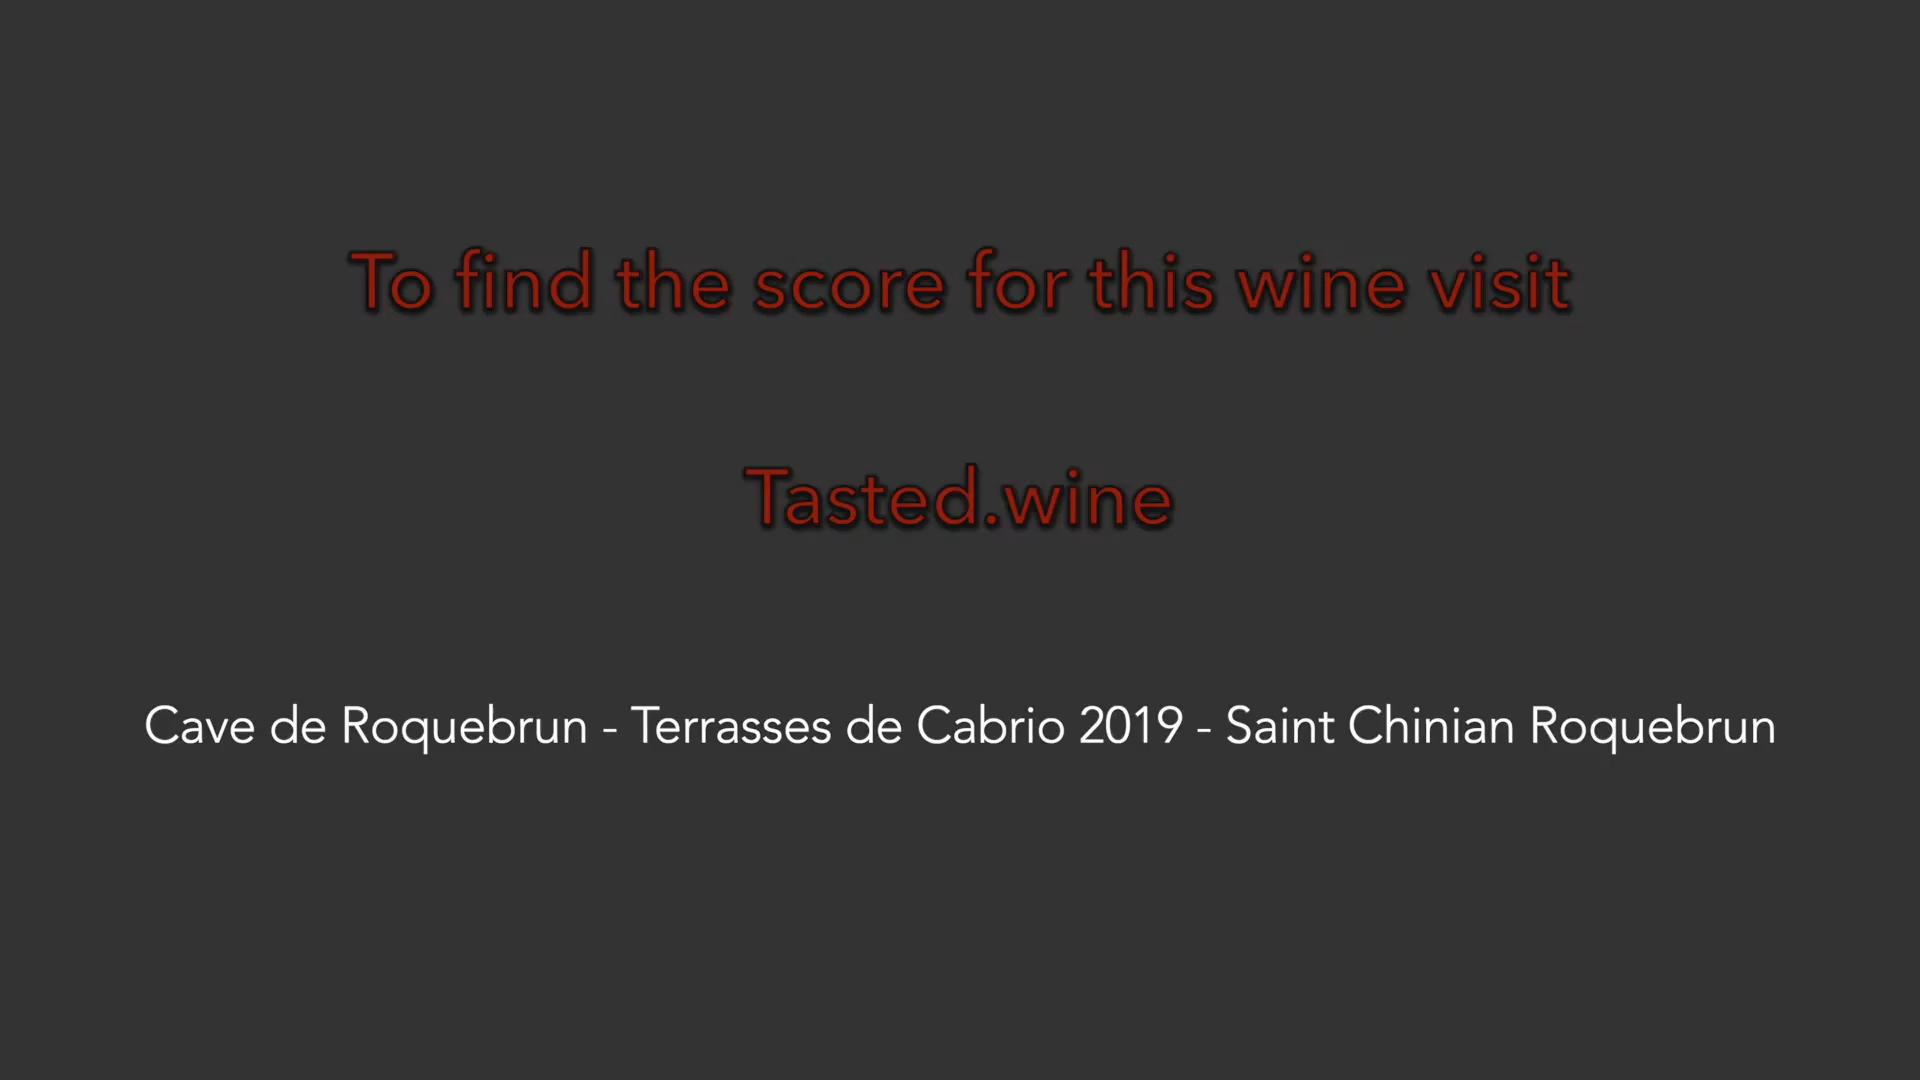 To find the score for this wine visit
Tasted.wine
Cave de Roquebrun - Terrasses de Cabrio 2019 - Saint Chinian Roquebrun